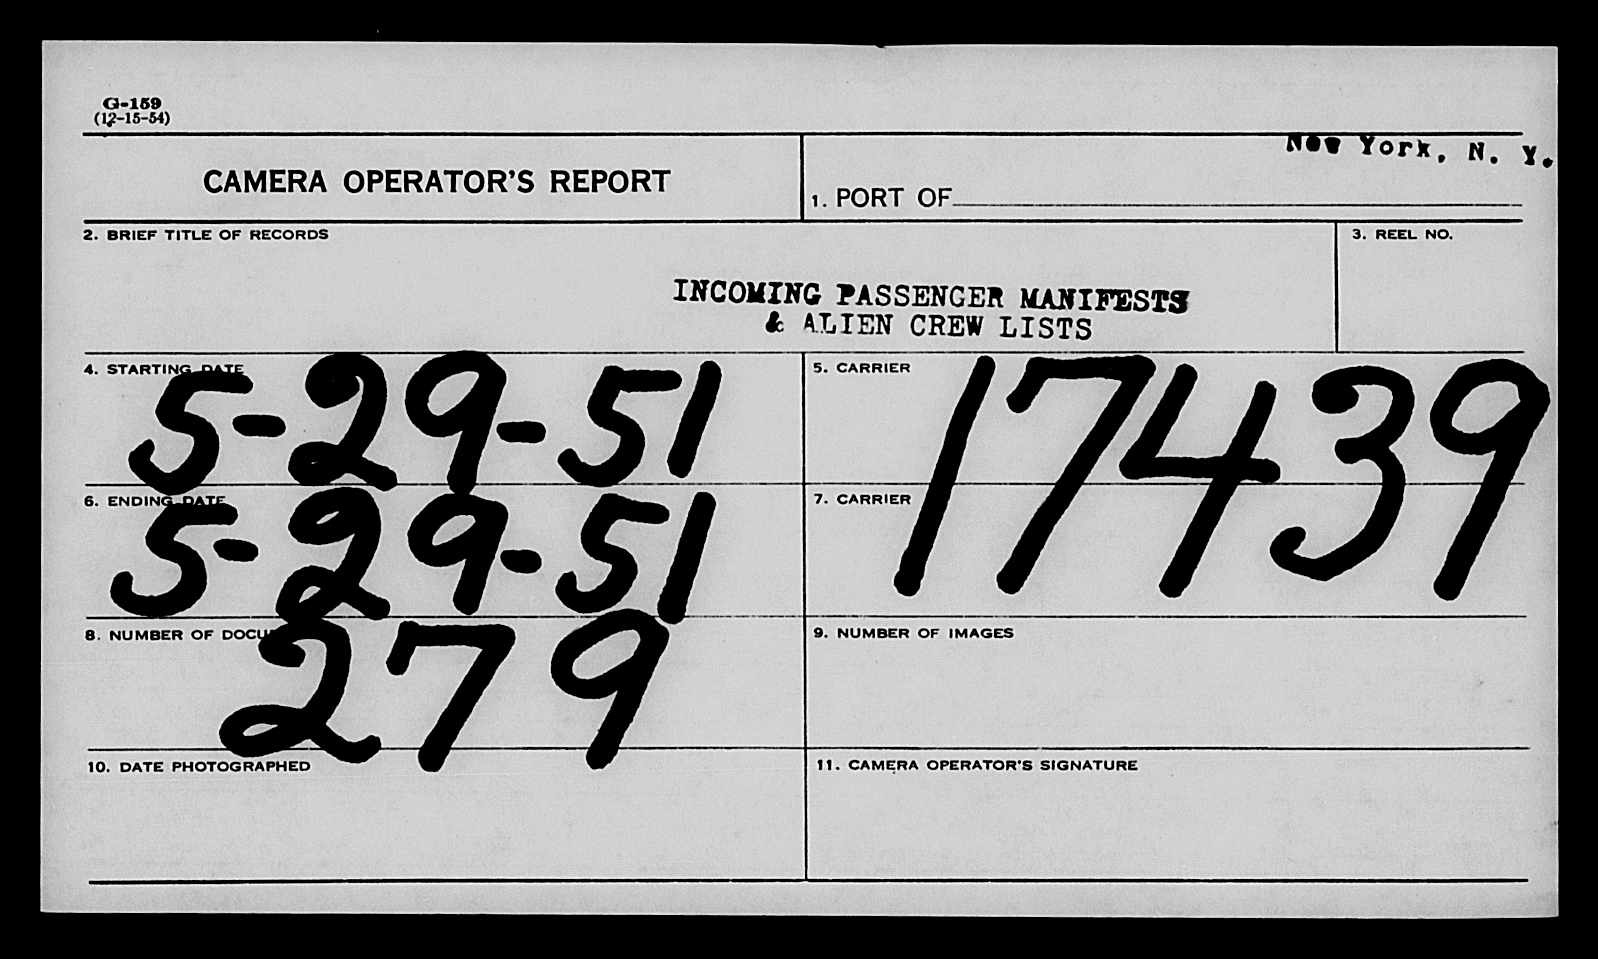 G-159
(12-15-54)
CAMERA OPERATOR'S REPORT
New York, N. Y.
1. PORT OF
2. BRIEF TITLE OF RECORDS
3. REEL NO.
INCOMING PASSENGER MANIFESTS
& ALIEN CREW LISTS
4. STARTING DATE
5-29-51
5. CARRIER
17439
6. ENDING DATE
5-29-51
7. CARRIER
8. NUMBER OF DOCU
279
9. NUMBER OF IMAGES
10. DATE PHOTOGRAPHED
11. CAMERA OPERATOR'S SIGNATURE